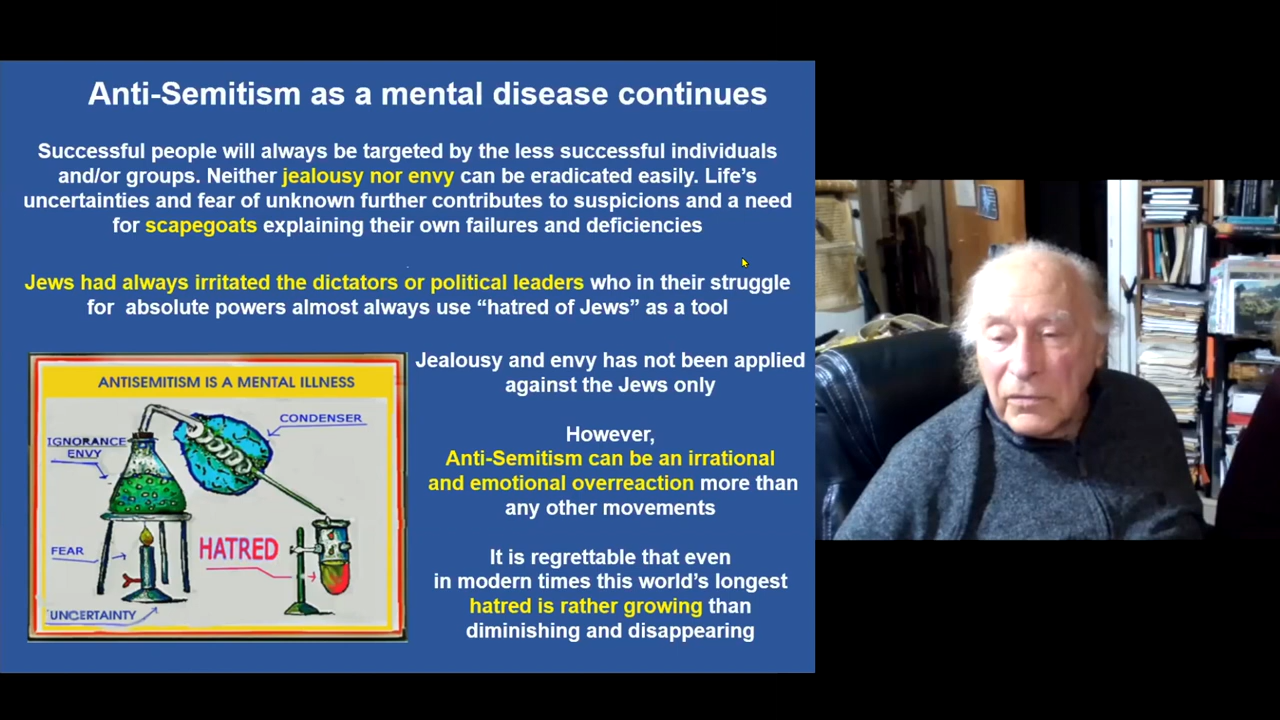 Anti-Semitism as a mental disease continues
Successful people will always be targeted by the less successful individuals
and/or groups. Neither jealousy nor envy can be eradicated easily. Life's
uncertainties and fear of unknown further contributes to suspicions and a need
for scapegoats explaining their own failures and deficiencies
Jews had always irritated the dictators or political leaders who in their struggle
for absolute powers almost always use “hatred of Jews” as a tool
ANTISEMITISM IS A MENTAL ILLNESS
CONDENSER
IGNORANCE
ENVY
FEAR
HATRED
UNCERTAINTY
Jealousy and envy has not been applied
against the Jews only
However,
Anti-Semitism can be an irrational
and emotional overreaction more than
any other movements
It is regrettable that even
in modern times this world's longest
hatred is rather growing than
diminishing and disappearing